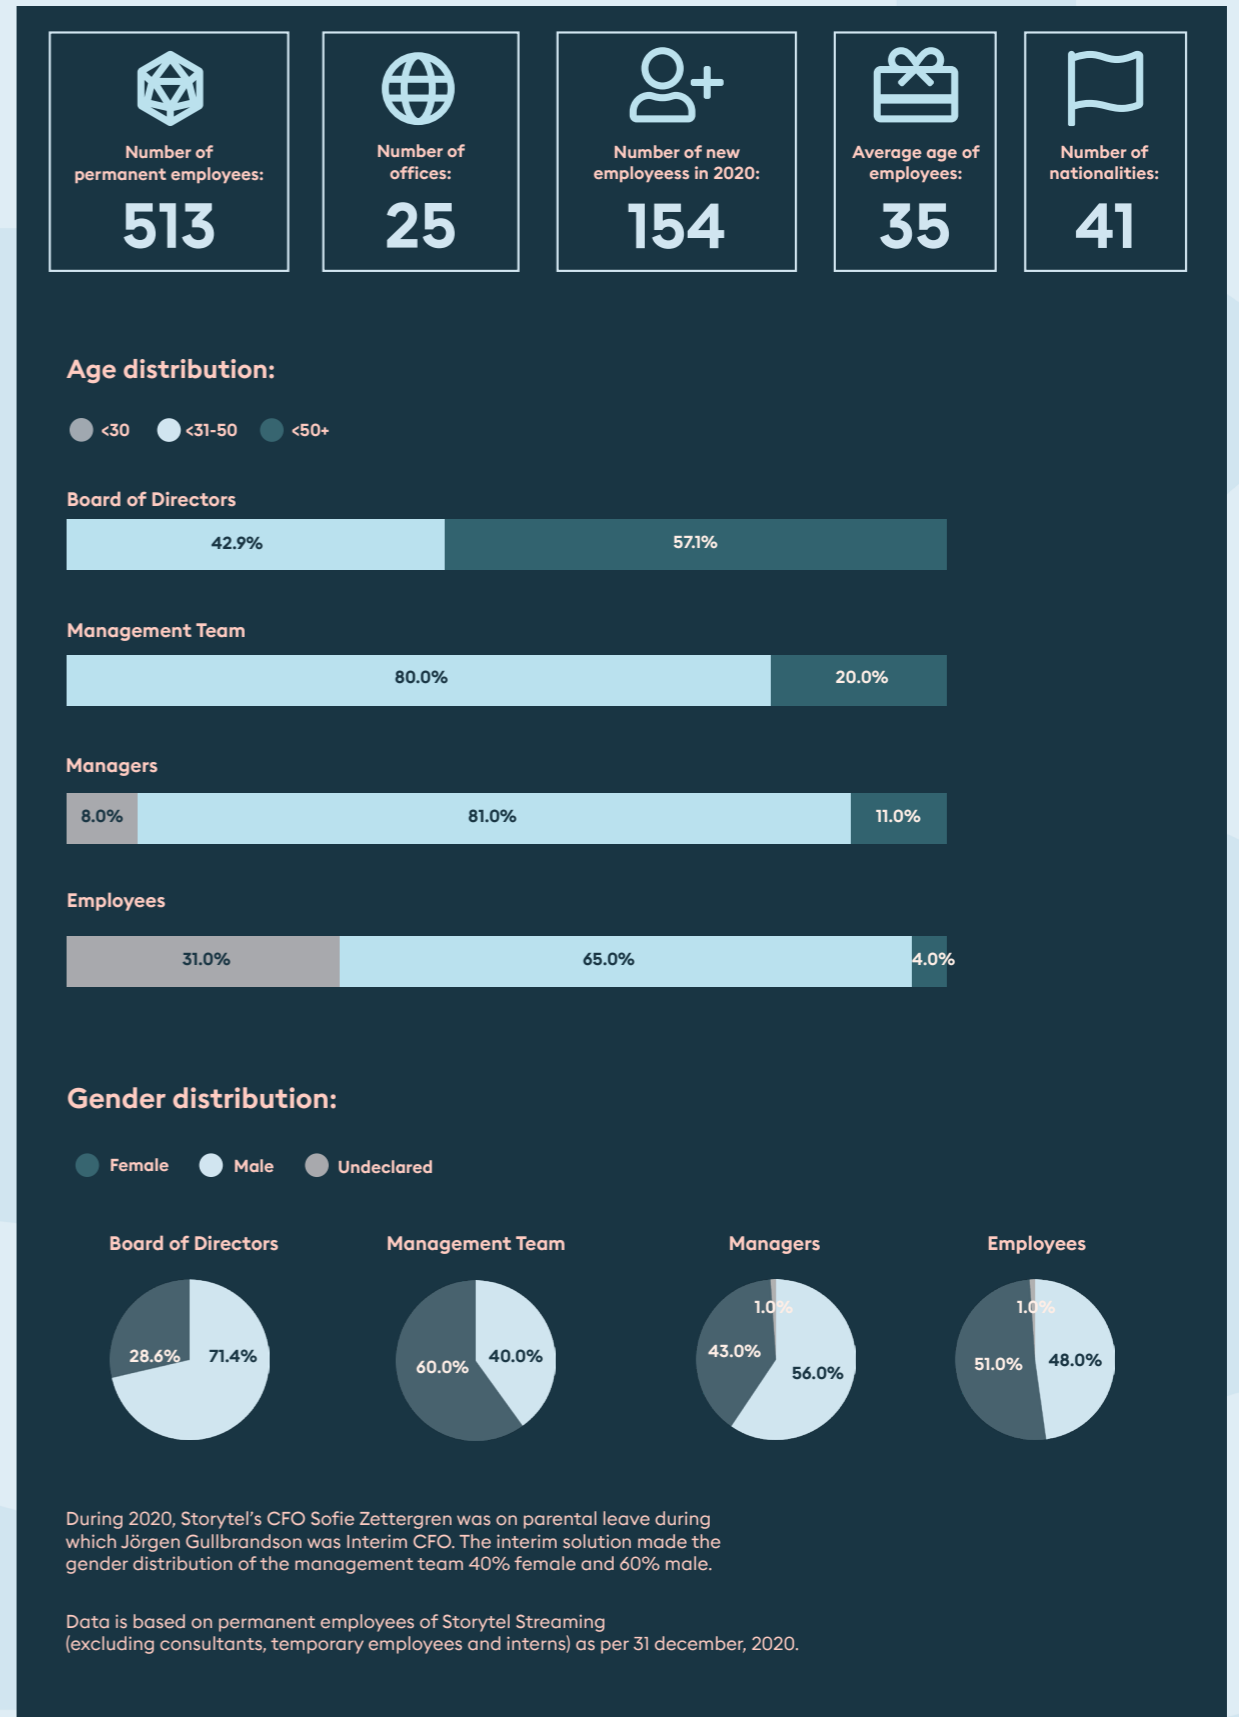 Number of
permanent employees:
513
Number of
offices:
25
Number of new
employeess in 2020:
154
Average age of
employees:
35
Number of
nationalities:
41
Age distribution:
<30 <31-50 <50+
Board of Directors
42.9% 57.1%
Management Team
80.0% 20.0%
Managers
8.0% 81.0% 11.0%
Employees
31.0% 65.0% 4.0%
Gender distribution:
Female Male Undeclared
Board of Directors
28.6% 71.4%
Management Team
60.0% 40.0%
Managers
1.0%
43.0%
56.0%
Employees
1.0%
51.0% 48.0%
During 2020, Storytel's CFO Sofie Zettergren was on parental leave during
which Jörgen Gullbrandson was Interim CFO. The interim solution made the
gender distribution of the management team 40% female and 60% male.
Data is based on permanent employees of Storytel Streaming
(excluding consultants, temporary employees and interns) as per 31 december, 2020.